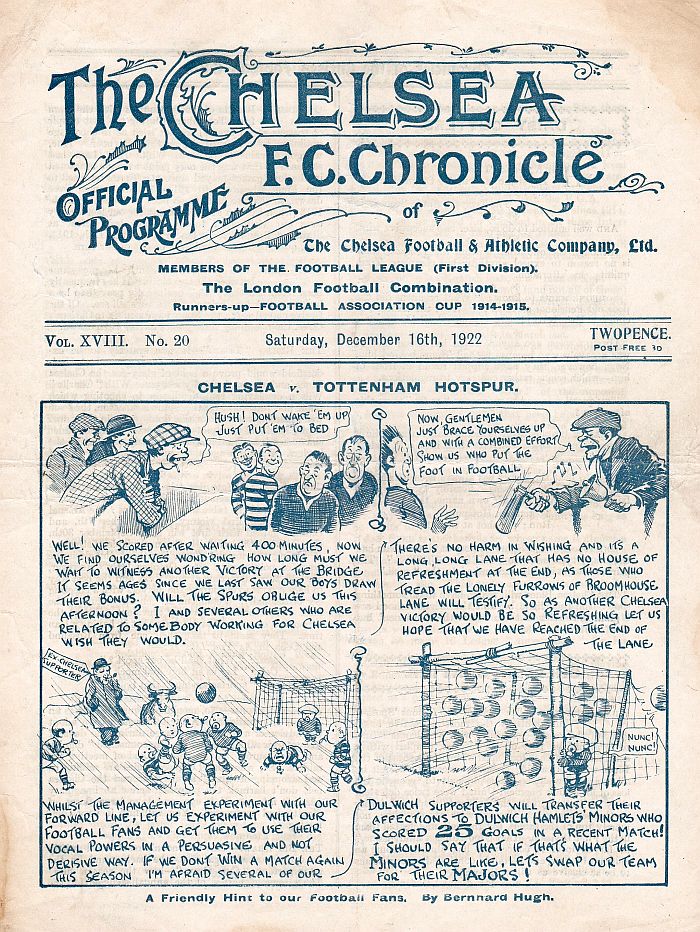 The CHELSEA
F.C. Chronicle
OFFICIAL
PROGRAMME
of
The Chelsea Football & Athletic Company, Ltd.
MEMBERS OF THE FOOTBALL LEAGUE (First Division).
The London Football Combination.
Runners-up—FOOTBALL ASSOCIATION CUP 1914-1915.
VOL. XVIII. No. 20
Saturday, December 16th, 1922
TWOPENCE.
POST FREE
CHELSEA v. TOTTENHAM HOTSPUR.
HUSH! DONT WAKE 'EM UP
JUST PUT 'EM TO BED
NOW, GENTLEMEN
JUST BRACE YOURSELVES UP
AND WITH A COMBINED EFFORT
SHOW US WHO PUT THE
FOOT IN FOOTBALL
WELL! WE SCORED AFTER WAITING 400 MINUTES, NOW
WE FIND OURSELVES WOND'RING HOW LONG MUST WE
WAIT TO WITNESS ANOTHER VICTORY AT THE BRIDGE
IT SEEMS AGES SINCE WE LAST SAW OUR BOYS DRAW
THEIR BONUS. WILL THE SPURS OBLIGE US THIS
AFTERNOON? I AND SEVERAL OTHERS WHO ARE
RELATED TO SOMEBODY WORKING FOR CHELSEA
WISH THEY WOULD.
THERE'S NO HARM IN WISHING AND ITS A
LONG, LONG LANE THAT HAS NO HOUSE OF
REFRESHMENT AT THE END, AS THOSE WHO
TREAD THE LONELY FURROWS OF BROOMHOUSE
LANE WILL TESTIFY. SO AS ANOTHER CHELSEA
VICTORY WOULD BE SO REFRESHING LET US
HOPE THAT WE HAVE REACHED THE END OF
THE LANE
EX CHELSEA
SUPPORTER
NUNC!
NUNC!
WHILST THE MANAGEMENT EXPERIMENT WITH OUR
FORWARD LINE, LET US EXPERIMENT WITH OUR
FOOTBALL FANS AND GET THEM TO USE THEIR
VOCAL POWERS IN A PERSUASIVE AND NOT
DERISIVE WAY. IF WE DONT WIN A MATCH AGAIN
THIS SEASON I'M AFRAID SEVERAL OF OUR
DULWICH SUPPORTERS WILL TRANSFER THEIR
AFFECTIONS TO DULWICH HAMLETS' MINORS WHO
SCORED 25 GOALS IN A RECENT MATCH!
I SHOULD SAY THAT IF THAT'S WHAT THE
MINORS ARE LIKE, LET'S SWAP OUR TEAM
FOR THEIR MAJORS!
A Friendly Hint to our Football Fans. By Bernnard Hugh.